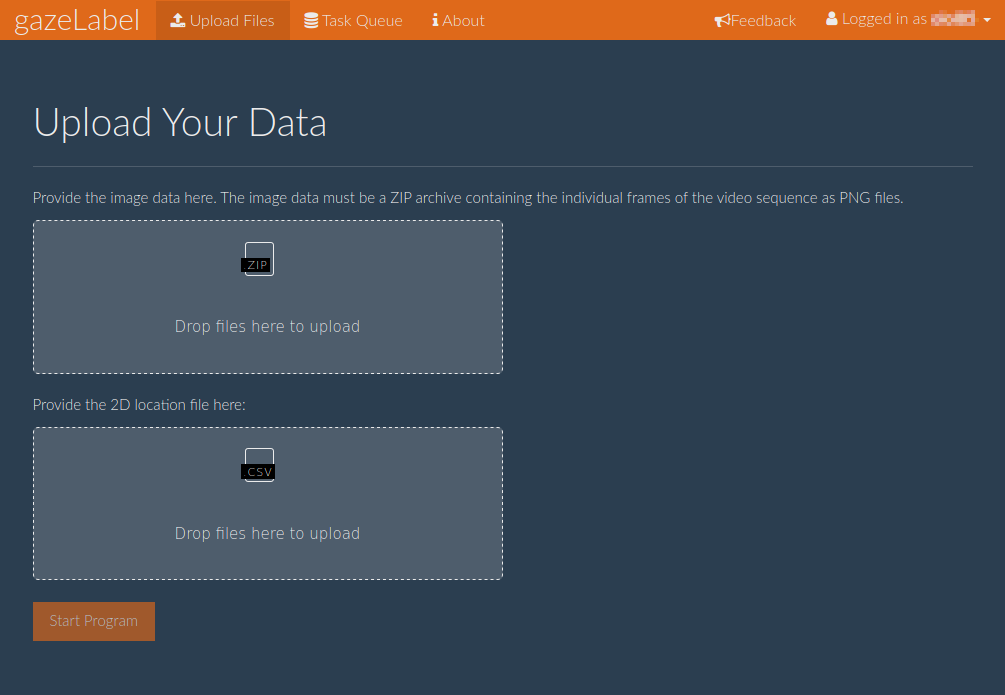 gazeLabel Upload Files Task Queue About Feedback Logged in as
Upload Your Data
Provide the image data here. The image data must be a ZIP archive containing the individual frames of the video sequence as PNG files.
ZIP
Drop files here to upload
Provide the 2D location file here:
CSV
Drop files here to upload
Start Program